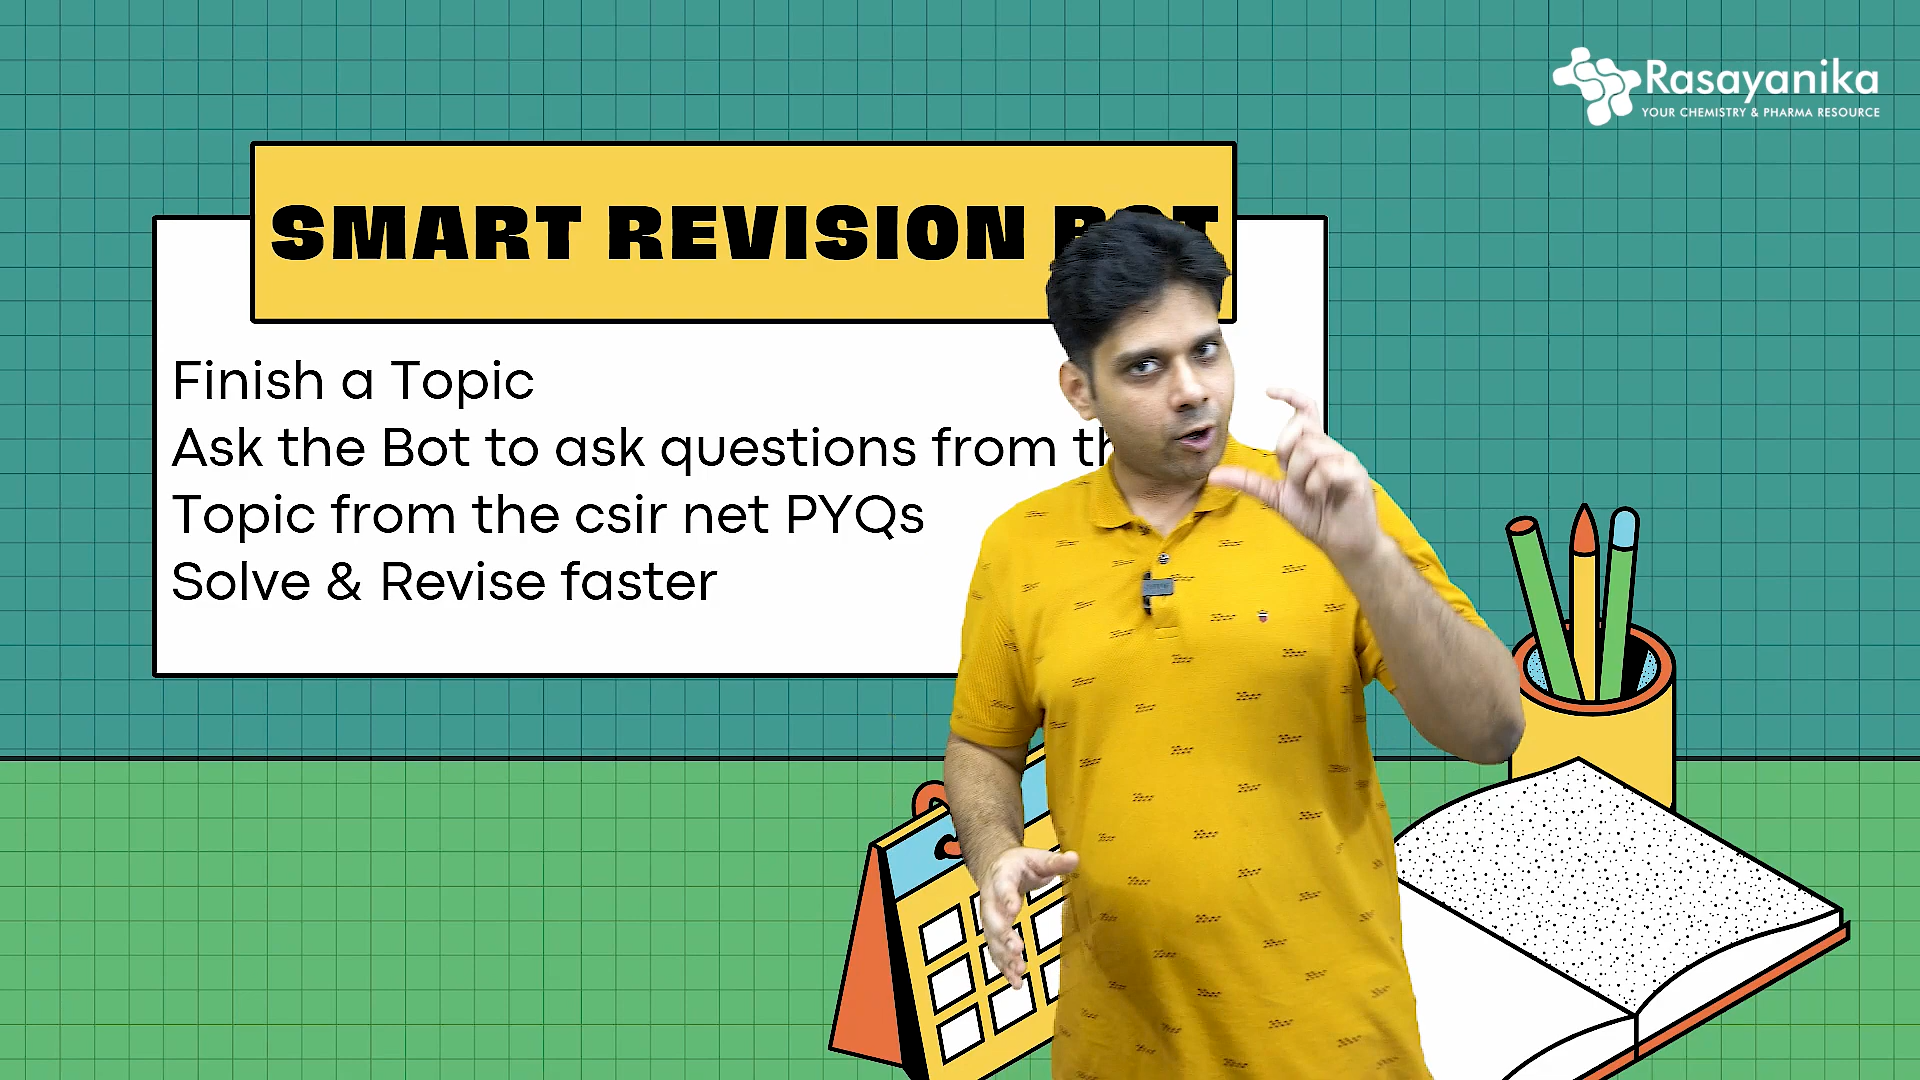 Rasayanika
YOUR CHEMISTRY & PHARMA RESOURCE
SMART REVISION BOT
Finish a Topic
Ask the Bot to ask questions from
Topic from the csir net PYQs
Solve & Revise faster